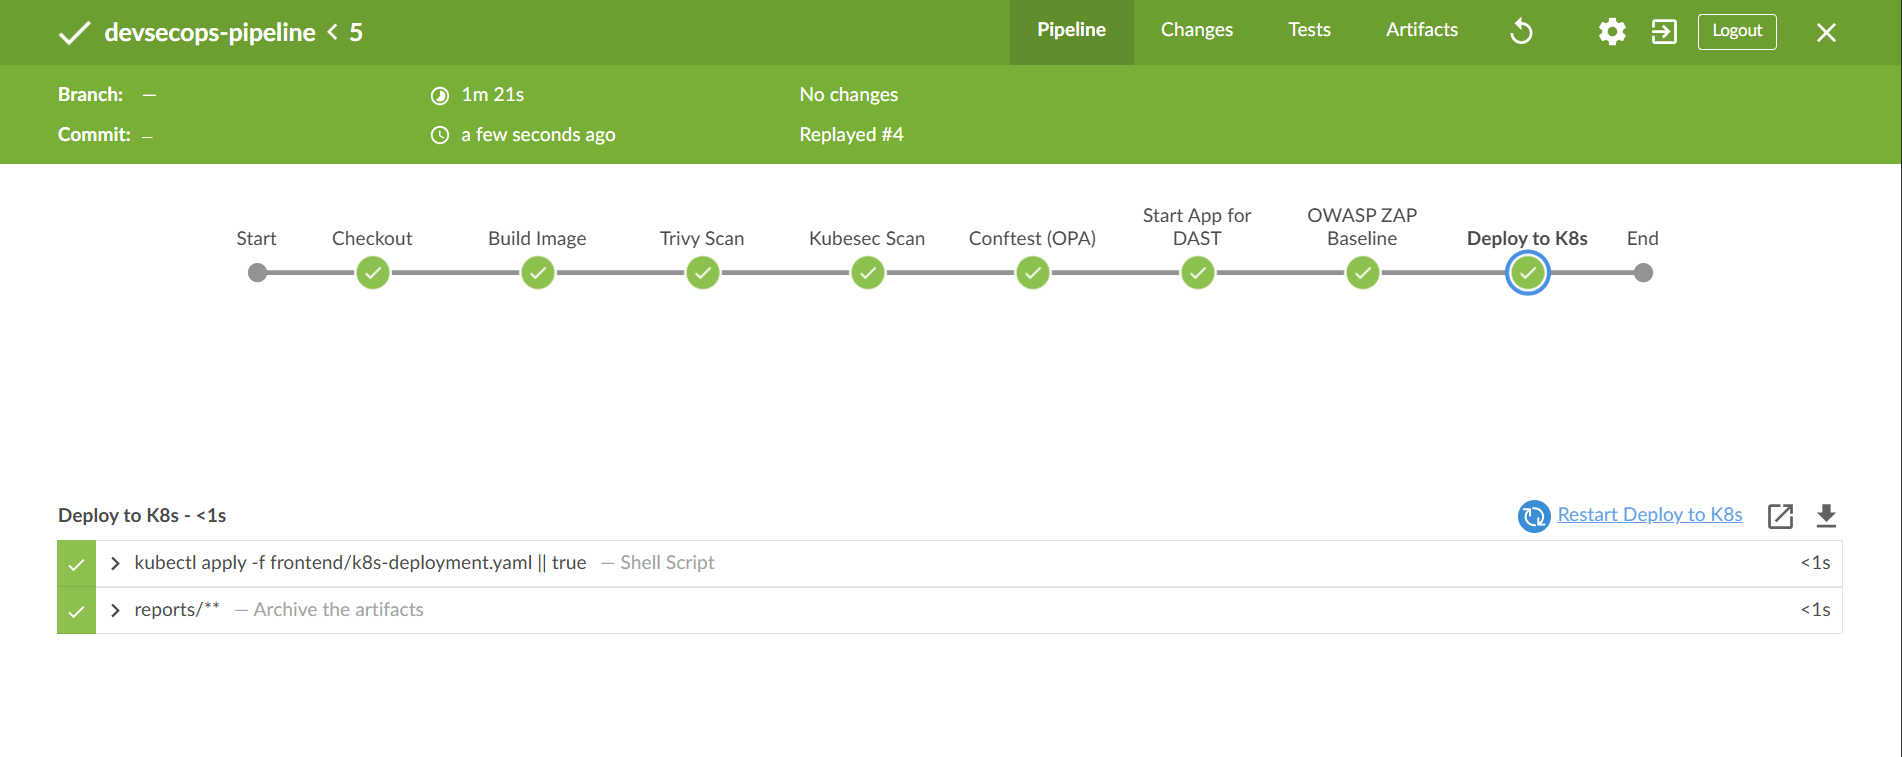 devsecops-pipeline < 5
Pipeline Changes Tests Artifacts Logout
Branch: — 1m 21s No changes
Commit: — a few seconds ago Replayed #4
Start Checkout Build Image Trivy Scan Kubesec Scan Conftest (OPA) Start App for DAST OWASP ZAP Baseline Deploy to K8s End
Deploy to K8s - <1s Restart Deploy to K8s
kubectl apply -f frontend/k8s-deployment.yaml || true — Shell Script <1s
reports/** — Archive the artifacts <1s